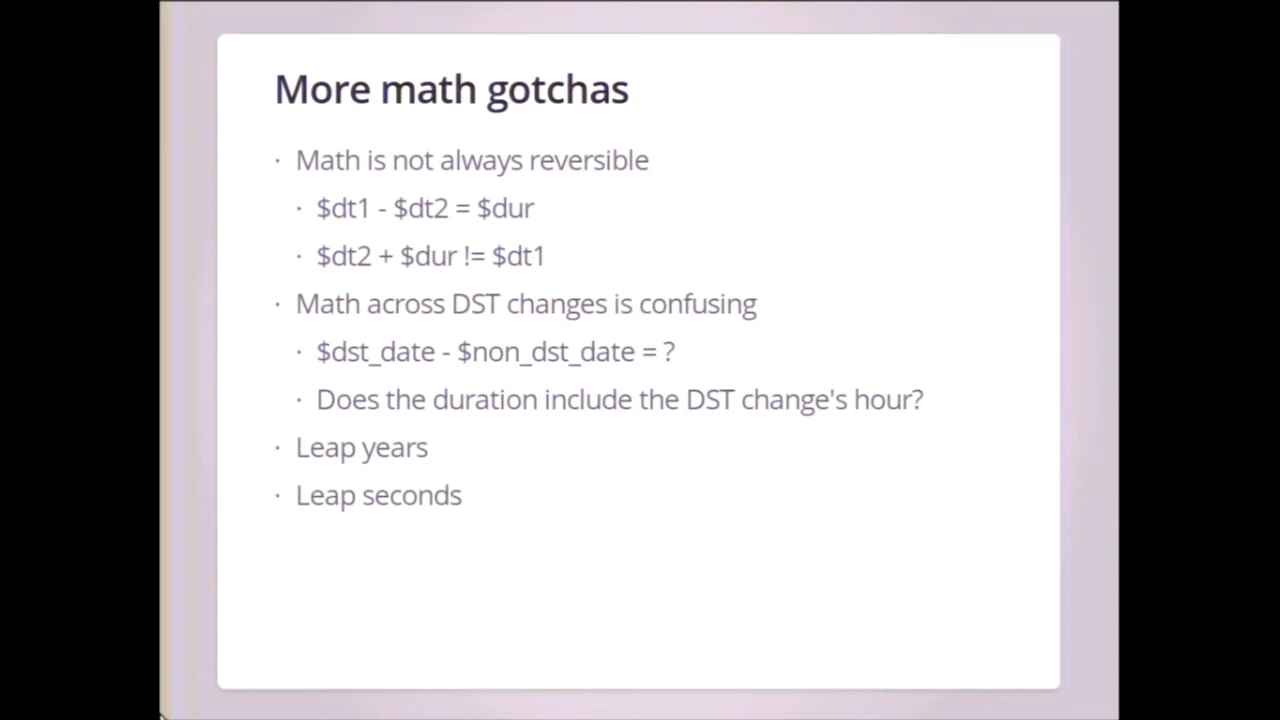 More math gotchas
· Math is not always reversible
· $dt1 - $dt2 = $dur
· $dt2 + $dur != $dt1
· Math across DST changes is confusing
· $dst_date - $non_dst_date = ?
· Does the duration include the DST change's hour?
· Leap years
· Leap seconds